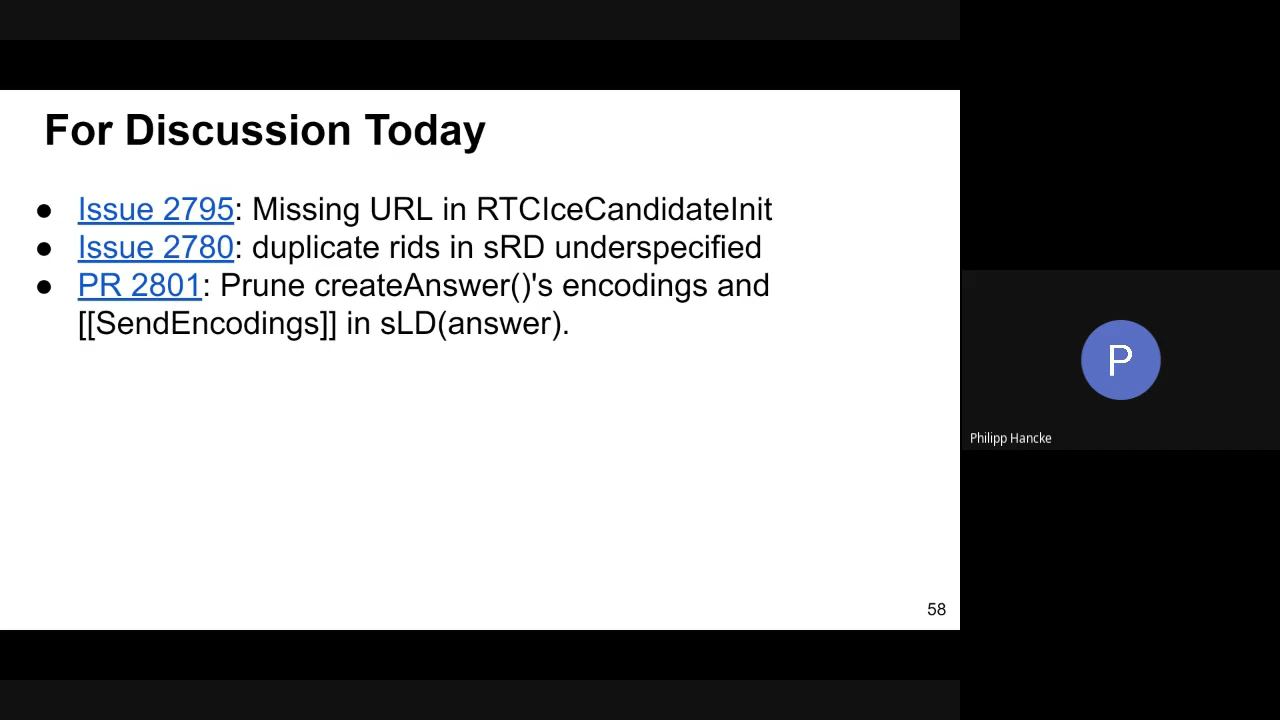 For Discussion Today
● Issue 2795: Missing URL in RTCIceCandidateInit
● Issue 2780: duplicate rids in sRD underspecified
● PR 2801: Prune createAnswer()'s encodings and
[[SendEncodings]] in sLD(answer).
58
P
Philipp Hancke